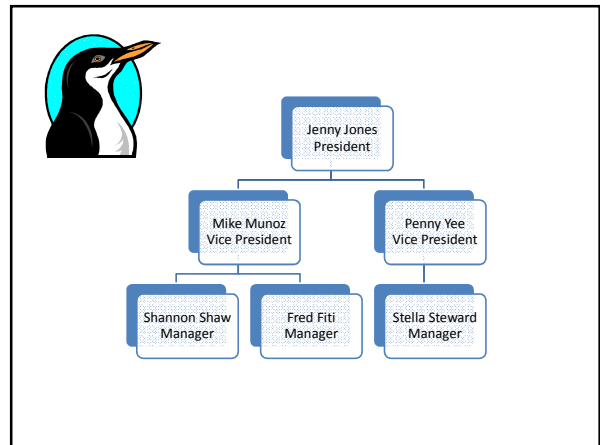 Jenny Jones
President
Mike Munoz
Vice President
Penny Yee
Vice President
Shannon Shaw
Manager
Fred Fiti
Manager
Stella Steward
Manager